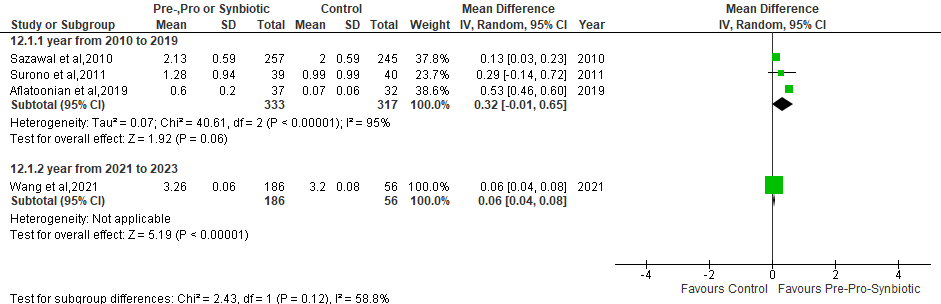 Pre-,Pro or Synbiotic Control Mean Difference Mean Difference
Study or Subgroup Mean SD Total Mean SD Total Weight IV, Random, 95% CI Year IV, Random, 95% CI
12.1.1 year from 2010 to 2019
Sazawal et al,2010 2.13 0.59 257 2 0.59 245 37.8% 0.13 [0.03, 0.23] 2010
Surono et al,2011 1.28 0.94 39 0.99 0.99 40 23.7% 0.29 [-0.14, 0.72] 2011
Aflatoonian et al,2019 0.6 0.2 37 0.07 0.06 32 38.6% 0.53 [0.46, 0.60] 2019
Subtotal (95% CI) 333 317 100.0% 0.32 [-0.01, 0.65]
Heterogeneity: Tau² = 0.07; Chi² = 40.61, df = 2 (P < 0.00001); I² = 95%
Test for overall effect: Z = 1.92 (P = 0.06)
12.1.2 year from 2021 to 2023
Wang et al,2021 3.26 0.06 186 3.2 0.08 56 100.0% 0.06 [0.04, 0.08] 2021
Subtotal (95% CI) 186 56 100.0% 0.06 [0.04, 0.08]
Heterogeneity: Not applicable
Test for overall effect: Z = 5.19 (P < 0.00001)
-4 -2 0 2 4
Favours Control Favours Pre-Pro-Synbiotic
Test for subgroup differences: Chi² = 2.43, df = 1 (P = 0.12), I² = 58.8%